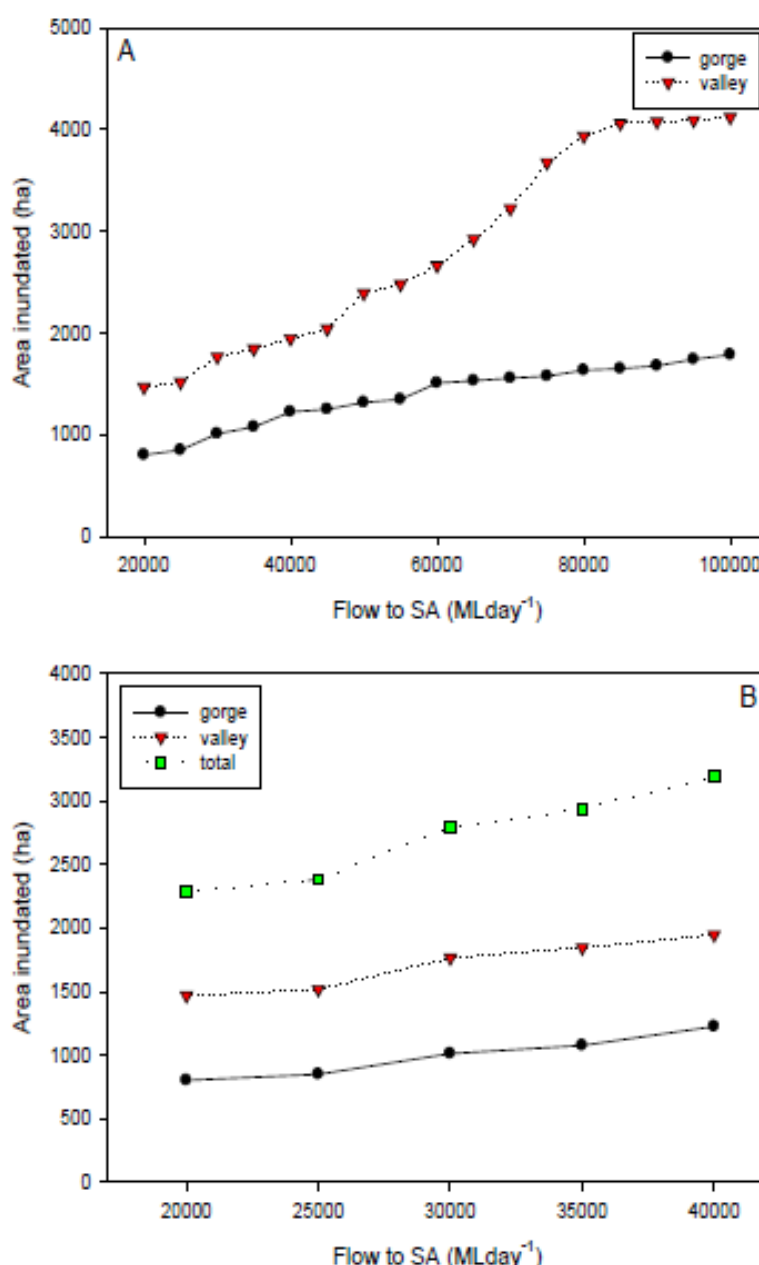 A
gorge
valley
5000
4000
3000
2000
1000
0
Area inundated (ha)
20000 40000 60000 80000 100000
Flow to SA (MLday⁻¹)
B
gorge
valley
total
4000
3500
3000
2500
2000
1500
1000
500
0
Area inundated (ha)
20000 25000 30000 35000 40000
Flow to SA (MLday⁻¹)